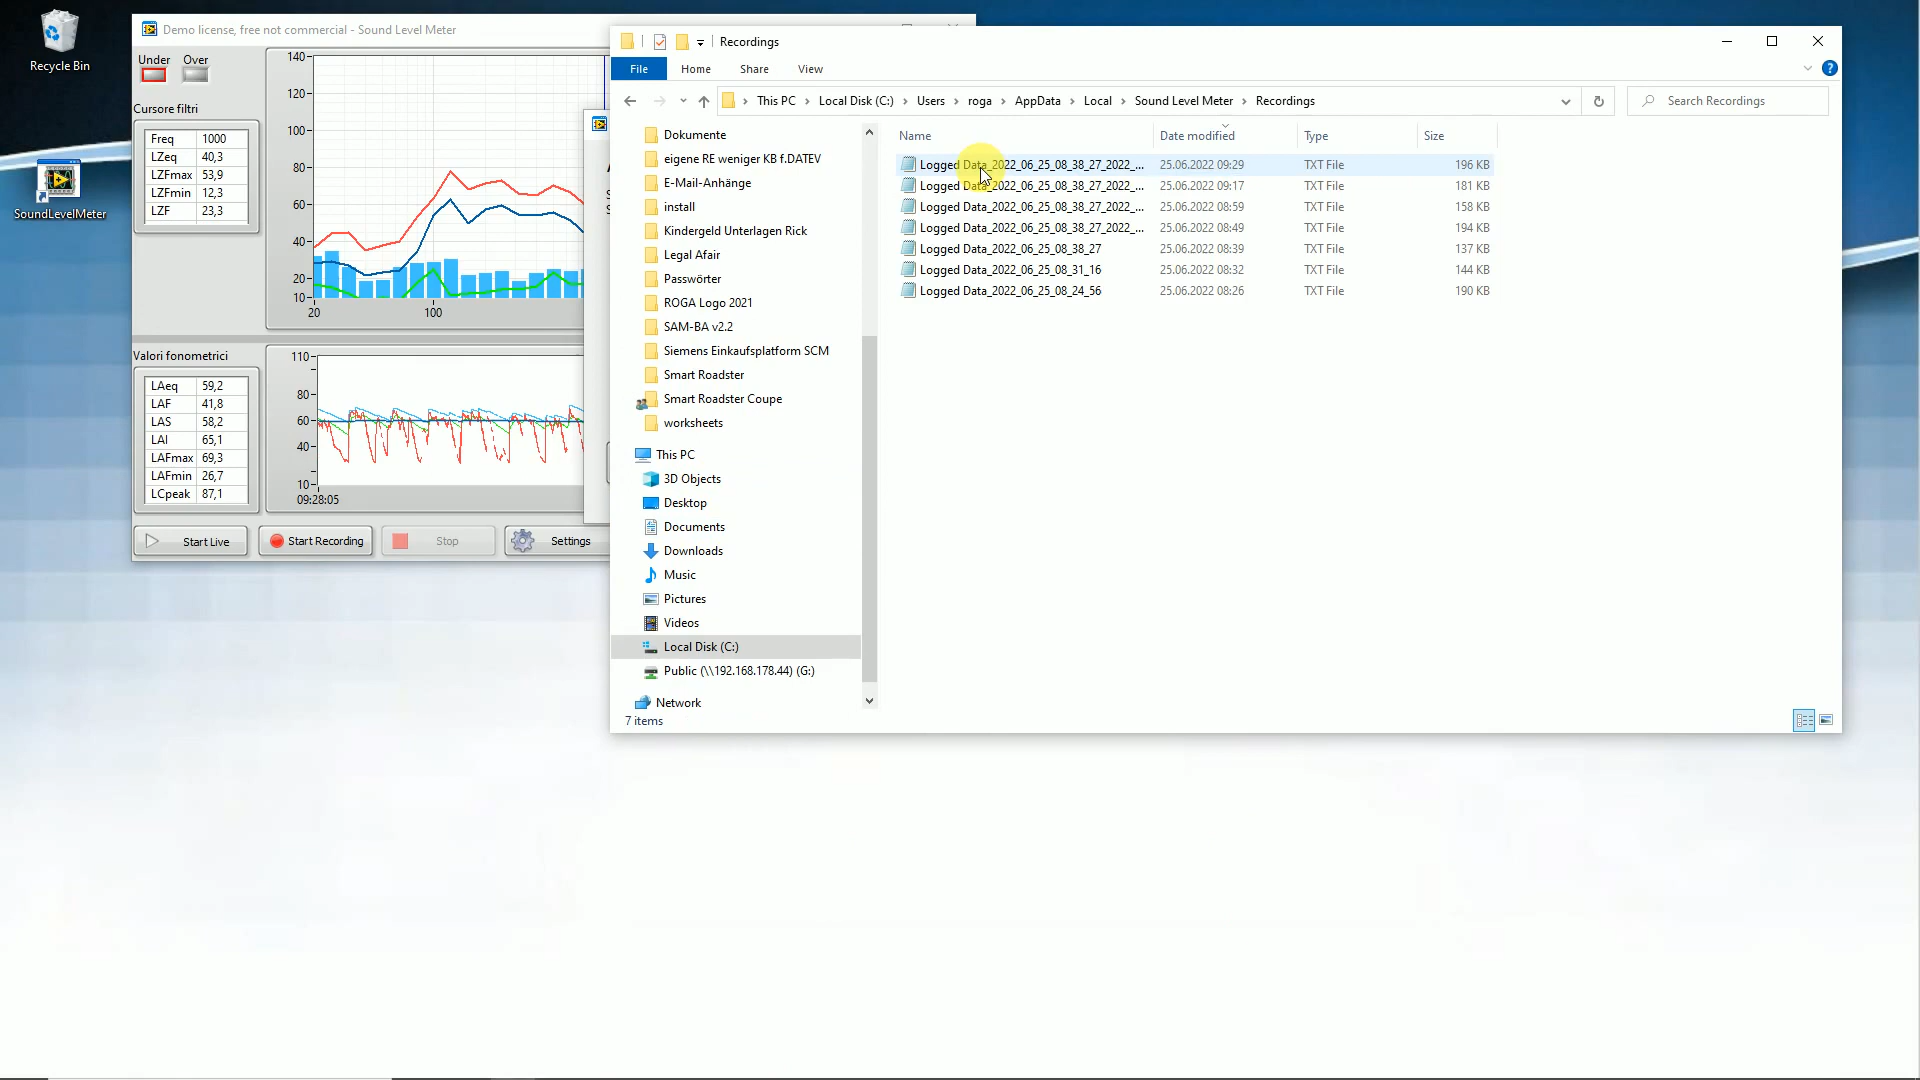 Recycle Bin
SoundLevelMeter
Demo license, free not commercial - Sound Level Meter
Under Over
Cursore filtri
Freq 1000
LZeq 40,3
LZFmax 53,9
LZFmin 12,3
LZF 23,3
140
120
100
80
60
40
20
10
20 100
Valori fonometrici
LAeq 59,2
LAF 41,8
LAS 58,2
LAI 65,1
LAFmax 69,3
LAFmin 26,7
LCpeak 87,1
110
80
60
40
10
09:28:05
Start Live Start Recording Stop Settings
Recordings
File Home Share View
This PC Local Disk (C:) Users roga AppData Local Sound Level Meter Recordings
Search Recordings
Dokumente
eigene RE weniger KB f.DATEV
E-Mail-Anhänge
install
Kindergeld Unterlagen Rick
Legal Afair
Passwörter
ROGA Logo 2021
SAM-BA v2.2
Siemens Einkaufsplatform SCM
Smart Roadster
Smart Roadster Coupe
worksheets
This PC
3D Objects
Desktop
Documents
Downloads
Music
Pictures
Videos
Local Disk (C:)
Public (\\192.168.178.44) (G:)
Network
7 items
Name Date modified Type Size
Logged Data_2022_06_25_08_38_27_2022_... 25.06.2022 09:29 TXT File 196 KB
Logged Data_2022_06_25_08_38_27_2022_... 25.06.2022 09:17 TXT File 181 KB
Logged Data_2022_06_25_08_38_27_2022_... 25.06.2022 08:59 TXT File 158 KB
Logged Data_2022_06_25_08_38_27_2022_... 25.06.2022 08:49 TXT File 194 KB
Logged Data_2022_06_25_08_38_27 25.06.2022 08:39 TXT File 137 KB
Logged Data_2022_06_25_08_31_16 25.06.2022 08:32 TXT File 144 KB
Logged Data_2022_06_25_08_24_56 25.06.2022 08:26 TXT File 190 KB